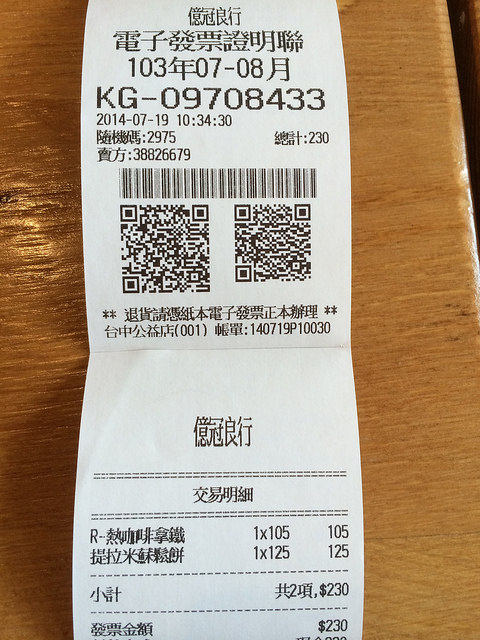 億冠良行
電子發票證明聯
103年07-08月
KG-09708433
2014-07-19 10:34:30
隨機碼:2975 總計:230
賣方:38826679
** 退貨請憑紙本電子發票正本辦理 **
台中公益店(001) 帳單:140719P10030
億冠良行
交易明細
R-熱咖啡拿鐵 1x105 105
提拉米蘇鬆餅 1x125 125
小計 共2項,$230
發票金額 $230